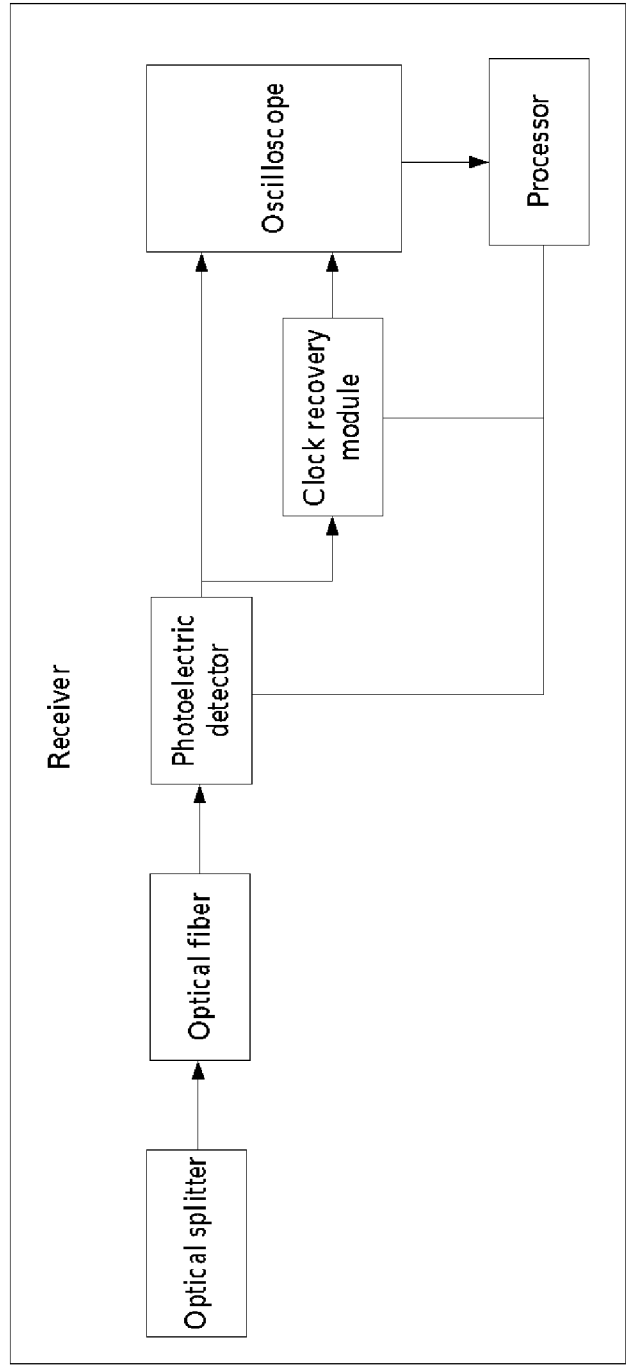 Receiver
Optical splitter
Optical fiber
Photoelectric
detector
Clock recovery
module
Oscilloscope
Processor